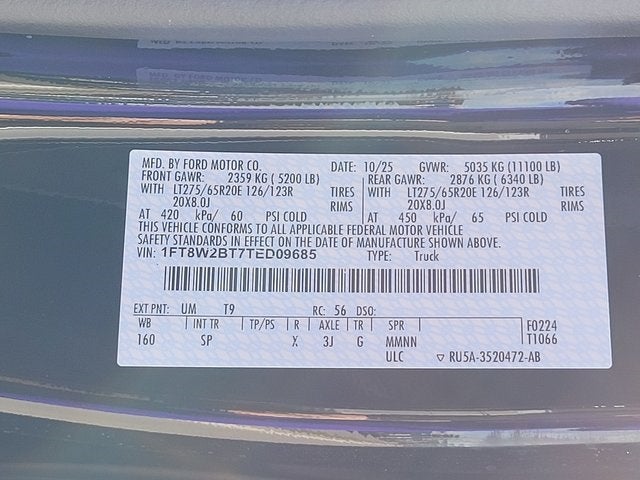 MFD. BY FORD MOTOR CO. DATE: 10/25 GVWR: 5035 KG (11100 LB)
FRONT GAWR: 2359 KG ( 5200 LB) REAR GAWR: 2876 KG ( 6340 LB)
WITH LT275/65R20E 126/123R TIRES WITH LT275/65R20E 126/123R TIRES
20X8.0J RIMS 20X8.0J RIMS
AT 420 kPa/ 60 PSI COLD AT 450 kPa/ 65 PSI COLD
THIS VEHICLE CONFORMS TO ALL APPLICABLE FEDERAL MOTOR VEHICLE
SAFETY STANDARDS IN EFFECT ON THE DATE OF MANUFACTURE SHOWN ABOVE.
VIN: 1FT8W2BT7TED09685 TYPE: Truck
EXT PNT: UM T9 RC: 56 DSO:
WB INT TR TP/PS R AXLE TR SPR F0224
160 SP X 3J G MMNN T1066
ULC ▽ RU5A-3520472-AB